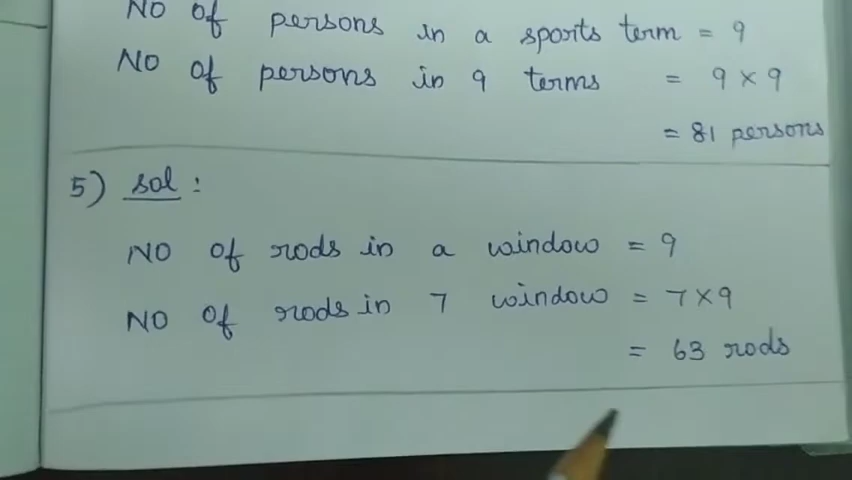 NO of persons in a sports term = 9
NO of persons in 9 terms = 9 × 9
= 81 persons
5) sol :
NO of rods in a window = 9
NO of rods in 7 window = 7 × 9
= 63 rods